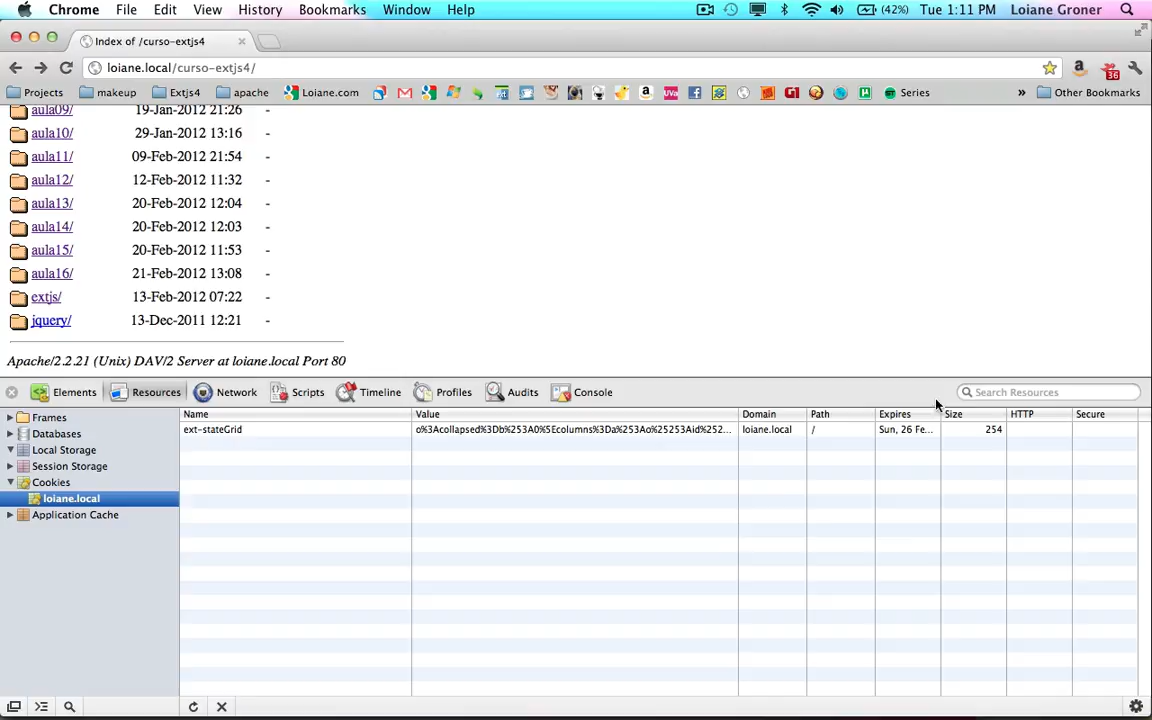 Chrome File Edit View History Bookmarks Window Help (42%) Tue 1:11 PM Loiane Groner
Index of /curso-extjs4
loiane.local/curso-extjs4/
36
Projects makeup Extjs4 apache Loiane.com UVa G1 Series » Other Bookmarks
aula09/ 19-Jan-2012 21:26 -
aula10/ 29-Jan-2012 13:16 -
aula11/ 09-Feb-2012 21:54 -
aula12/ 12-Feb-2012 11:32 -
aula13/ 20-Feb-2012 12:04 -
aula14/ 20-Feb-2012 12:03 -
aula15/ 20-Feb-2012 11:53 -
aula16/ 21-Feb-2012 13:08 -
extjs/ 13-Feb-2012 07:22 -
jquery/ 13-Dec-2011 12:21 -
Apache/2.2.21 (Unix) DAV/2 Server at loiane.local Port 80
Elements Resources Network Scripts Timeline Profiles Audits Console Search Resources
Frames
Databases
Local Storage
Session Storage
Cookies
loiane.local
Application Cache
Name Value Domain Path Expires Size HTTP Secure
ext-stateGrid o%3Acollapsed%3Db%253A0%5Ecolumns%3Da%253Ao%25253Aid%252... loiane.local / Sun, 26 Fe... 254